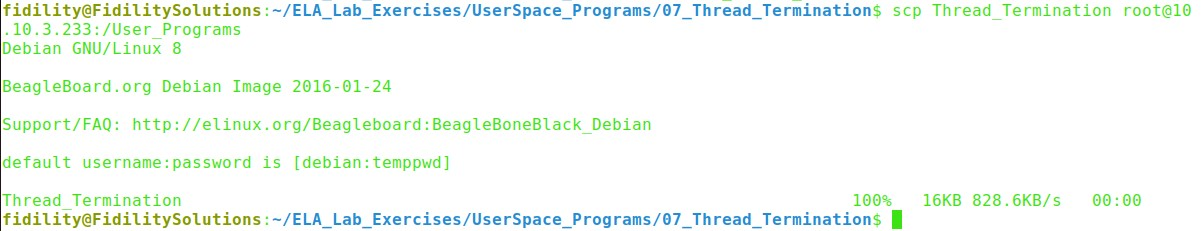 fidility@FidilitySolutions:~/ELA_Lab_Exercises/UserSpace_Programs/07_Thread_Termination$ scp Thread_Termination root@10
.10.3.233:/User_Programs
Debian GNU/Linux 8
BeagleBoard.org Debian Image 2016-01-24
Support/FAQ: http://elinux.org/Beagleboard:BeagleBoneBlack_Debian
default username:password is [debian:temppwd]
Thread_Termination 100% 16KB 828.6KB/s 00:00
fidility@FidilitySolutions:~/ELA_Lab_Exercises/UserSpace_Programs/07_Thread_Termination$